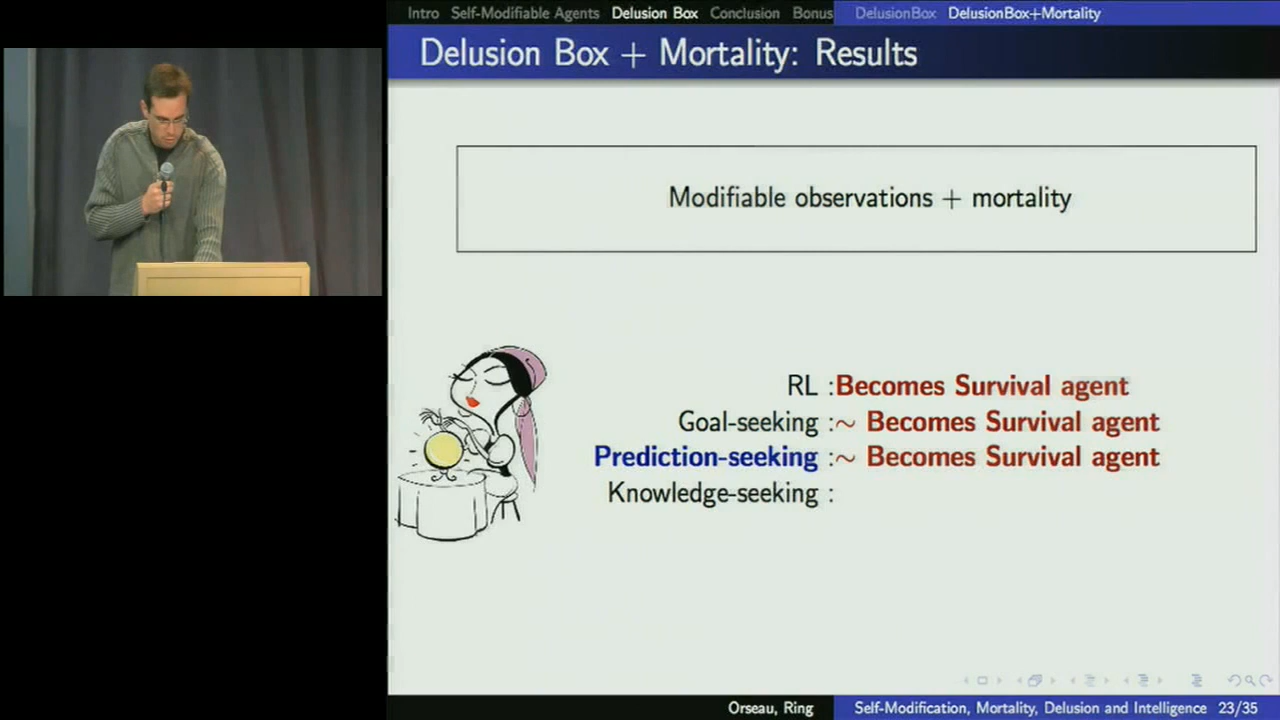 Intro Self-Modifiable Agents Delusion Box Conclusion Bonus DelusionBox DelusionBox+Mortality
Delusion Box + Mortality: Results
Modifiable observations + mortality
RL :Becomes Survival agent
Goal-seeking :~ Becomes Survival agent
Prediction-seeking :~ Becomes Survival agent
Knowledge-seeking :
Orseau, Ring Self-Modification, Mortality, Delusion and Intelligence 23/35